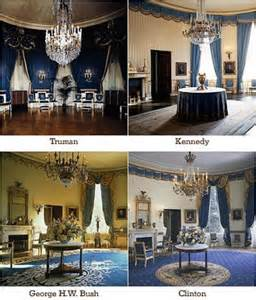 Truman
Kennedy
George H.W. Bush
Clinton